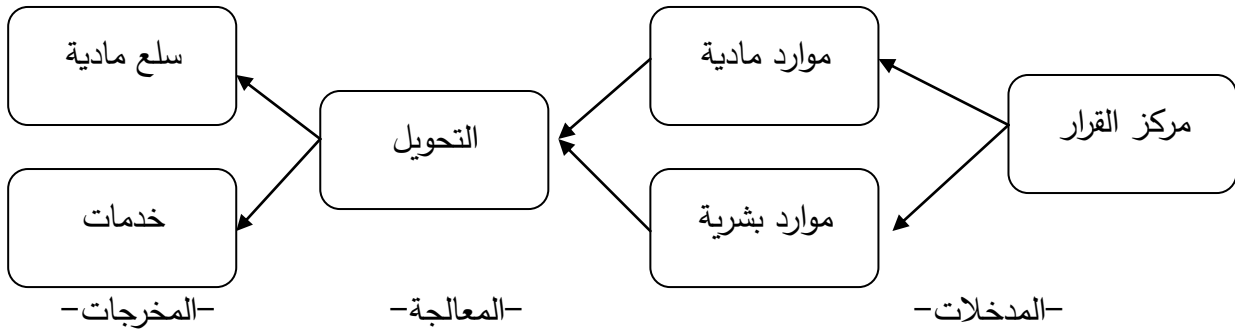 مركز القرار
موارد مادية
موارد بشرية
التحويل
سلع مادية
خدمات
-المدخلات-
-المعالجة-
-المخرجات-